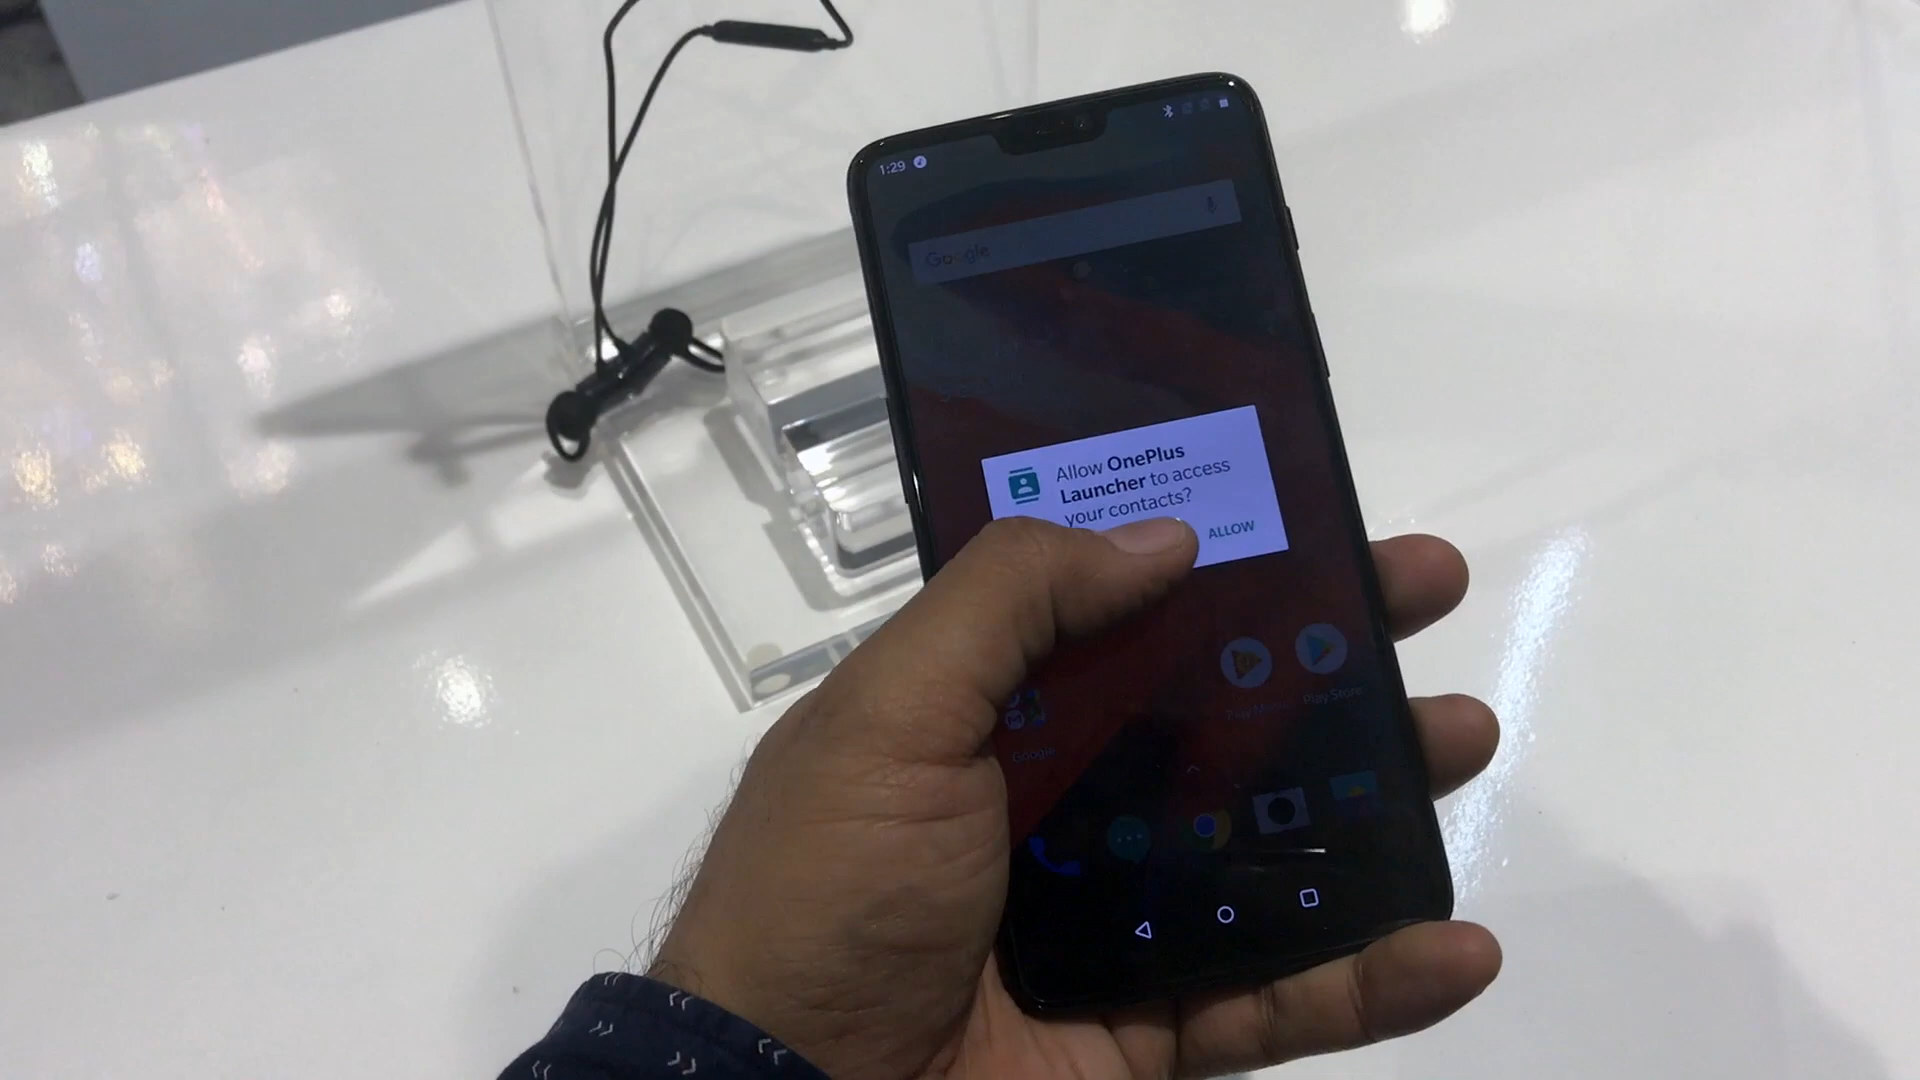 1:29
Google
Allow OnePlus
Launcher to access
your contacts?
ALLOW
Play Store
Google